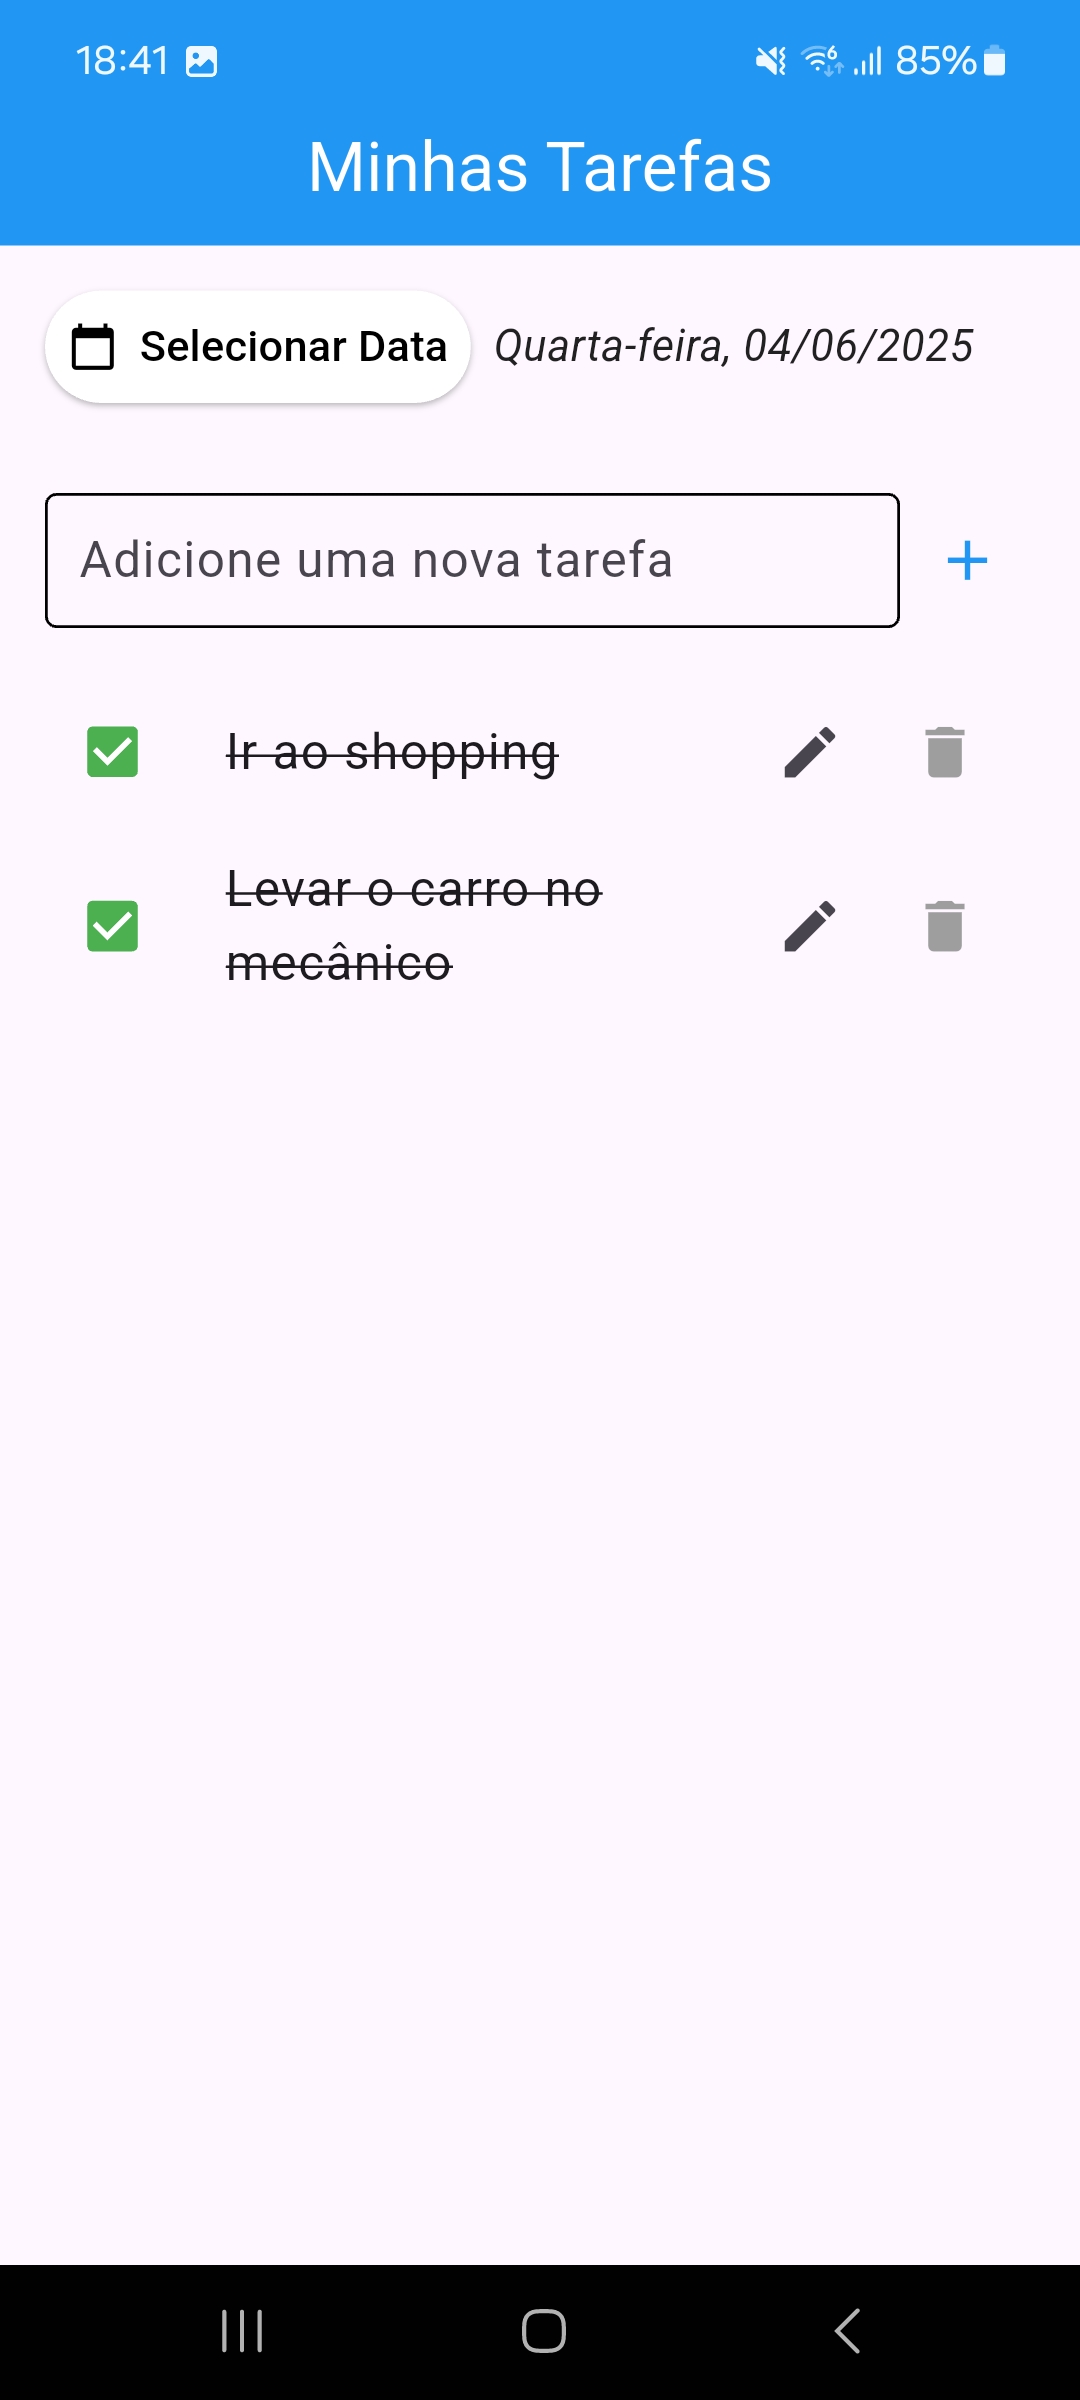 18:41 85%
Minhas Tarefas
Selecionar Data Quarta-feira, 04/06/2025
Adicione uma nova tarefa
Ir ao shopping
Levar o carro no
mecânico